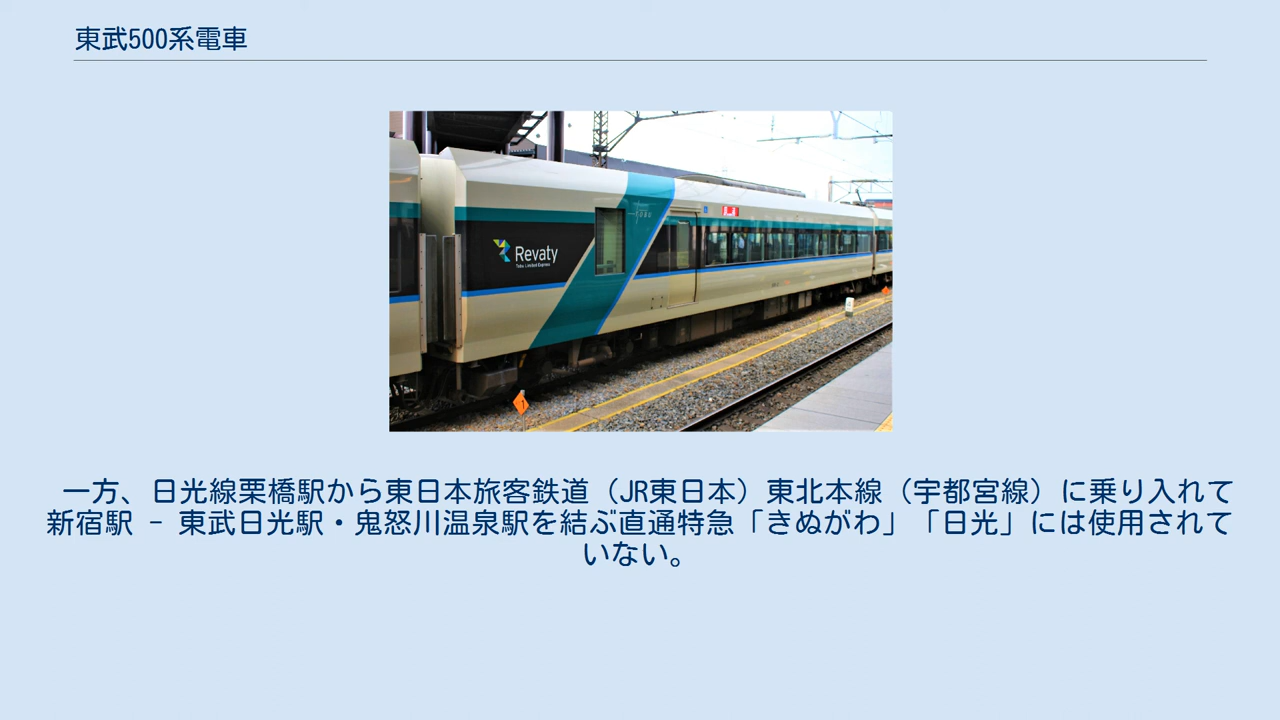 東武500系電車
Revaty
Tobu Limited Express
一方、日光線栗橋駅から東日本旅客鉄道（JR東日本）東北本線（宇都宮線）に乗り入れて
新宿駅 - 東武日光駅・鬼怒川温泉駅を結ぶ直通特急「きぬがわ」「日光」には使用されて
いない。